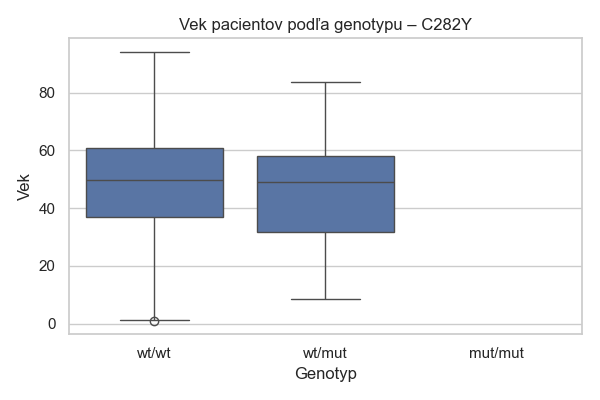 Vek pacientov podľa genotypu – C282Y
Vek
80
60
40
20
0
wt/wt
wt/mut
mut/mut
Genotyp